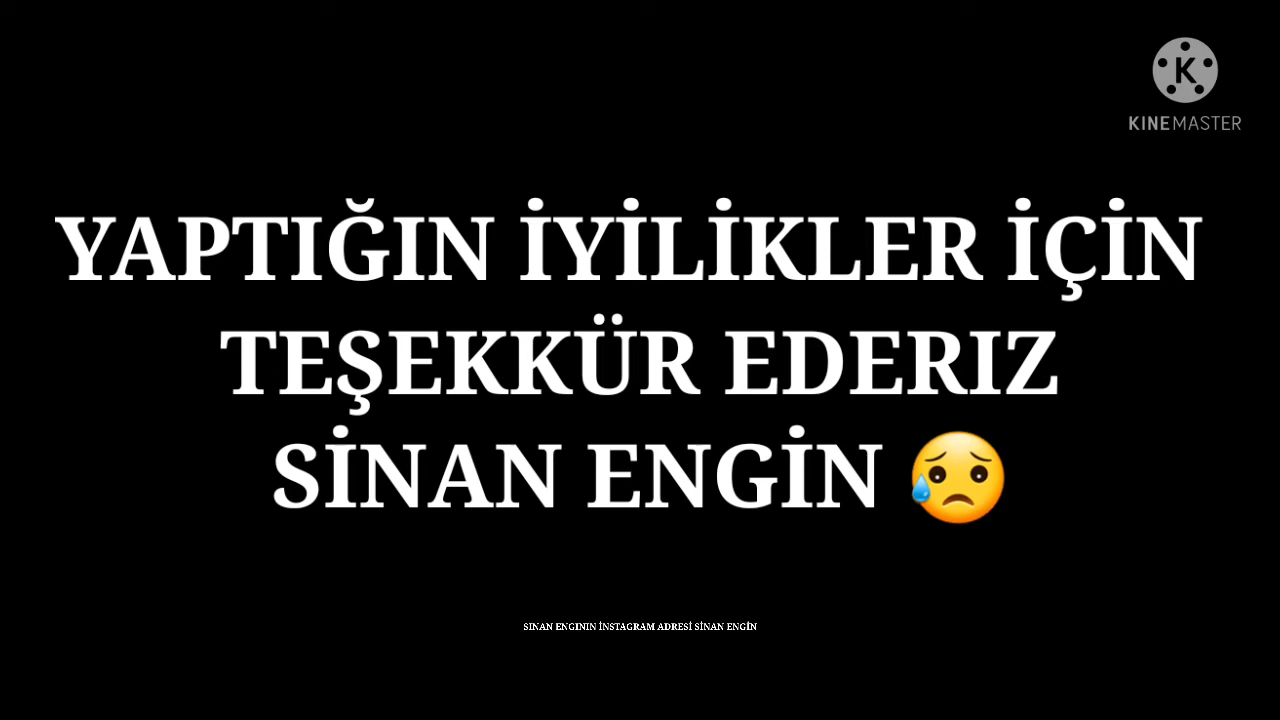 K
KINEMASTER
YAPTIĞIN İYİLİKLER İÇİN
TEŞEKKÜR EDERIZ
SİNAN ENGİN 😥
SINAN ENGININ İNSTAGRAM ADRESİ SİNAN ENGİN